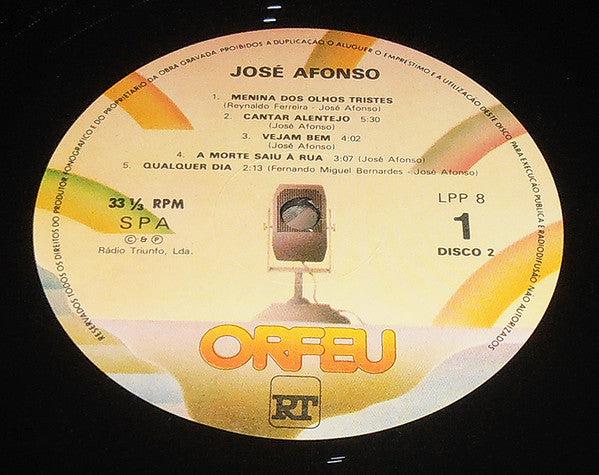 RESERVADOS TODOS OS DIREITOS DO PRODUTOR FONOGRÁFICO E DO PROPRIETÁRIO DA OBRA GRAVADA. PROIBIDOS A DUPLICAÇÃO O ALUGUER O EMPRÉSTIMO E A UTILIZAÇÃO DESTE DISCO PARA EXECUÇÃO PÚBLICA E RADIODIFUSÃO NÃO AUTORIZADOS
JOSÉ AFONSO
1. MENINA DOS OLHOS TRISTES
(Reynaldo Ferreira - José Afonso)
2. CANTAR ALENTEJO 5:30
(José Afonso)
3. VEJAM BEM 4:02
(José Afonso)
4. A MORTE SAIU À RUA 3:07 (José Afonso)
5. QUALQUER DIA 2:13 (Fernando Miguel Bernardes - José Afonso)
33 ⅓ RPM
SPA
Ⓒ & Ⓟ
Rádio Triunfo, Lda.
LPP 8
1
DISCO 2
ORFEU
RT